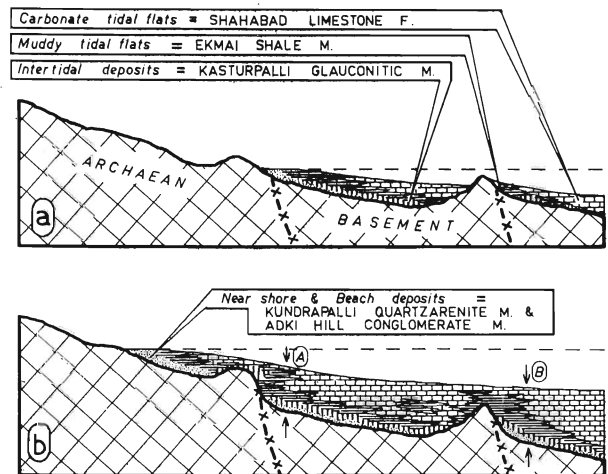 Carbonate tidal flats = SHAHABAD LIMESTONE F.
Muddy tidal flats = EKMAI SHALE M.
Intertidal deposits = KASTURPALLI GLAUCONITIC M.
ARCHAEAN
BASEMENT
a
Near shore & Beach deposits =
KUNDRAPALLI QUARTZARENITE M. &
ADKI HILL CONGLOMERATE M.
A
B
b